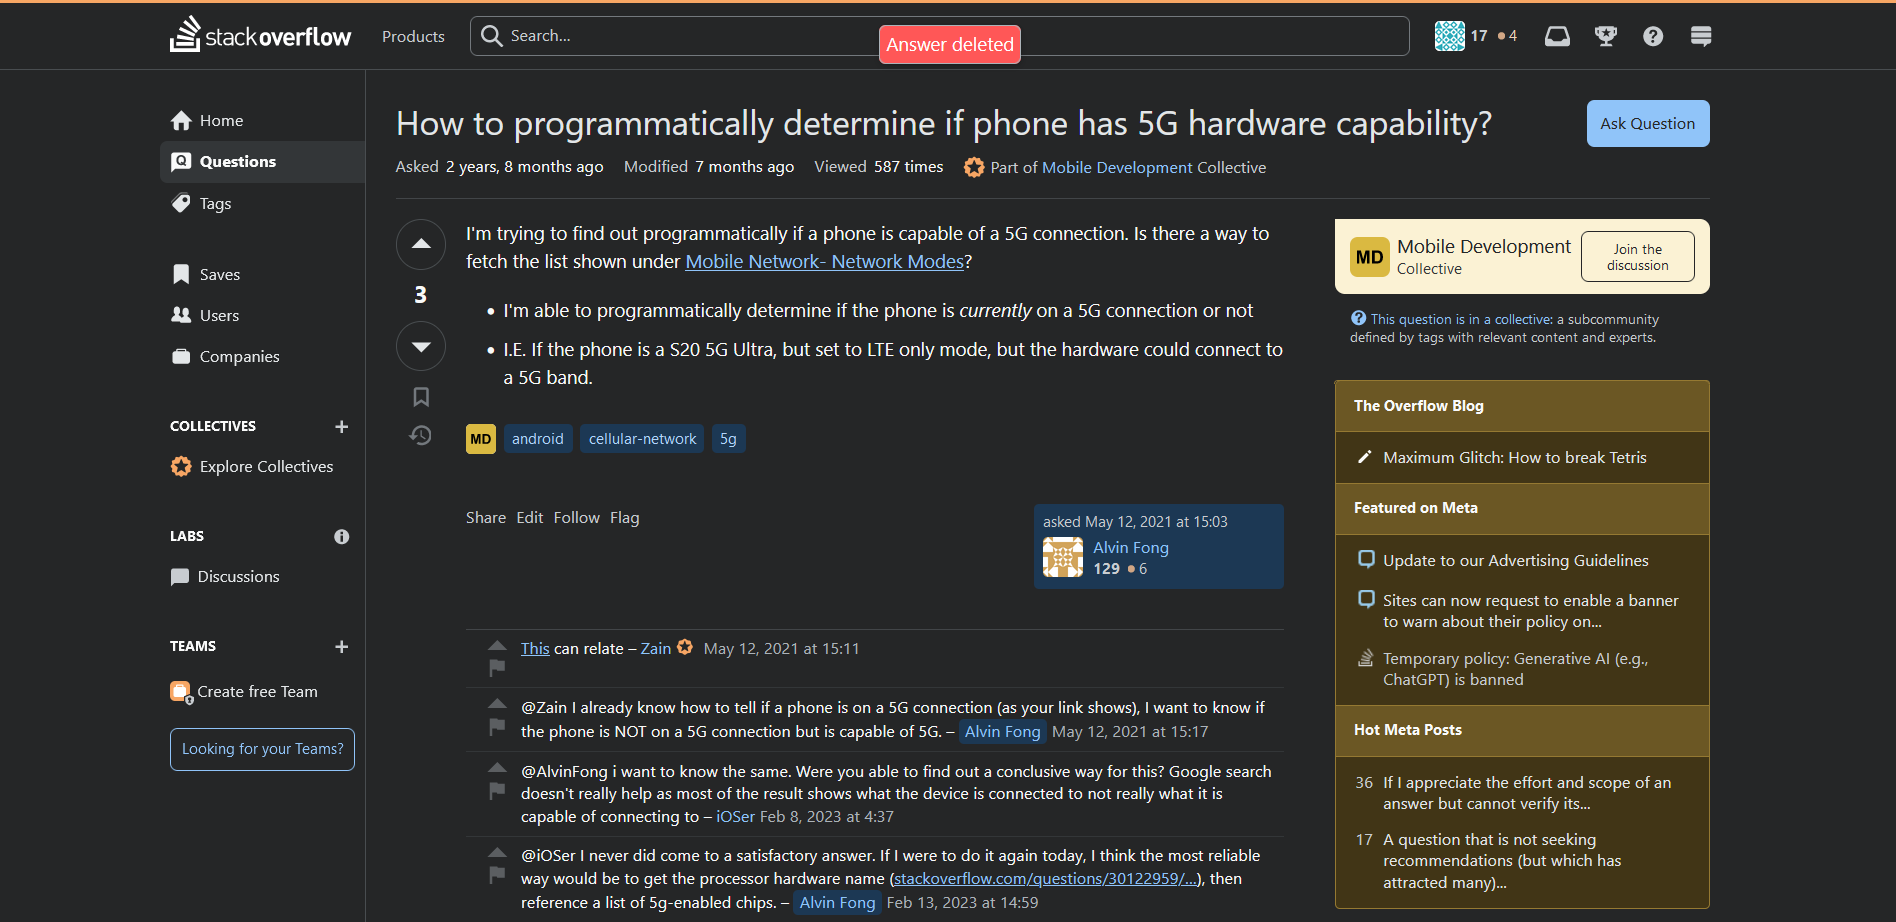 stack overflow
Products
Search...
Answer deleted
17 • 4
Home
Questions
Tags
Saves
Users
Companies
COLLECTIVES
Explore Collectives
LABS
Discussions
TEAMS
Create free Team
Looking for your Teams?
How to programmatically determine if phone has 5G hardware capability?
Ask Question
Asked 2 years, 8 months ago Modified 7 months ago Viewed 587 times Part of Mobile Development Collective
I'm trying to find out programmatically if a phone is capable of a 5G connection. Is there a way to
fetch the list shown under Mobile Network- Network Modes?
3
• I'm able to programmatically determine if the phone is currently on a 5G connection or not
• I.E. If the phone is a S20 5G Ultra, but set to LTE only mode, but the hardware could connect to
a 5G band.
MD android cellular-network 5g
Share Edit Follow Flag
asked May 12, 2021 at 15:03
Alvin Fong
129 • 6
This can relate – Zain May 12, 2021 at 15:11
@Zain I already know how to tell if a phone is on a 5G connection (as your link shows), I want to know if
the phone is NOT on a 5G connection but is capable of 5G. – Alvin Fong May 12, 2021 at 15:17
@AlvinFong i want to know the same. Were you able to find out a conclusive way for this? Google search
doesn't really help as most of the result shows what the device is connected to not really what it is
capable of connecting to – iOSer Feb 8, 2023 at 4:37
@iOSer I never did come to a satisfactory answer. If I were to do it again today, I think the most reliable
way would be to get the processor hardware name (stackoverflow.com/questions/30122959/...), then
reference a list of 5g-enabled chips. – Alvin Fong Feb 13, 2023 at 14:59
MD
Mobile Development
Collective
Join the
discussion
This question is in a collective: a subcommunity
defined by tags with relevant content and experts.
The Overflow Blog
Maximum Glitch: How to break Tetris
Featured on Meta
Update to our Advertising Guidelines
Sites can now request to enable a banner
to warn about their policy on...
Temporary policy: Generative AI (e.g.,
ChatGPT) is banned
Hot Meta Posts
36 If I appreciate the effort and scope of an
answer but cannot verify its...
17 A question that is not seeking
recommendations (but which has
attracted many)...